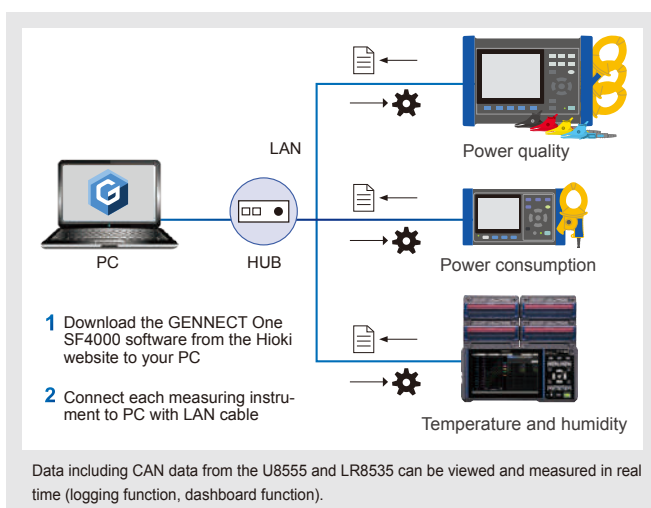 LAN
Power quality
PC
HUB
Power consumption
1 Download the GENNECT One
SF4000 software from the Hioki
website to your PC
2 Connect each measuring instru-
ment to PC with LAN cable
Temperature and humidity
Data including CAN data from the U8555 and LR8535 can be viewed and measured in real
time (logging function, dashboard function).